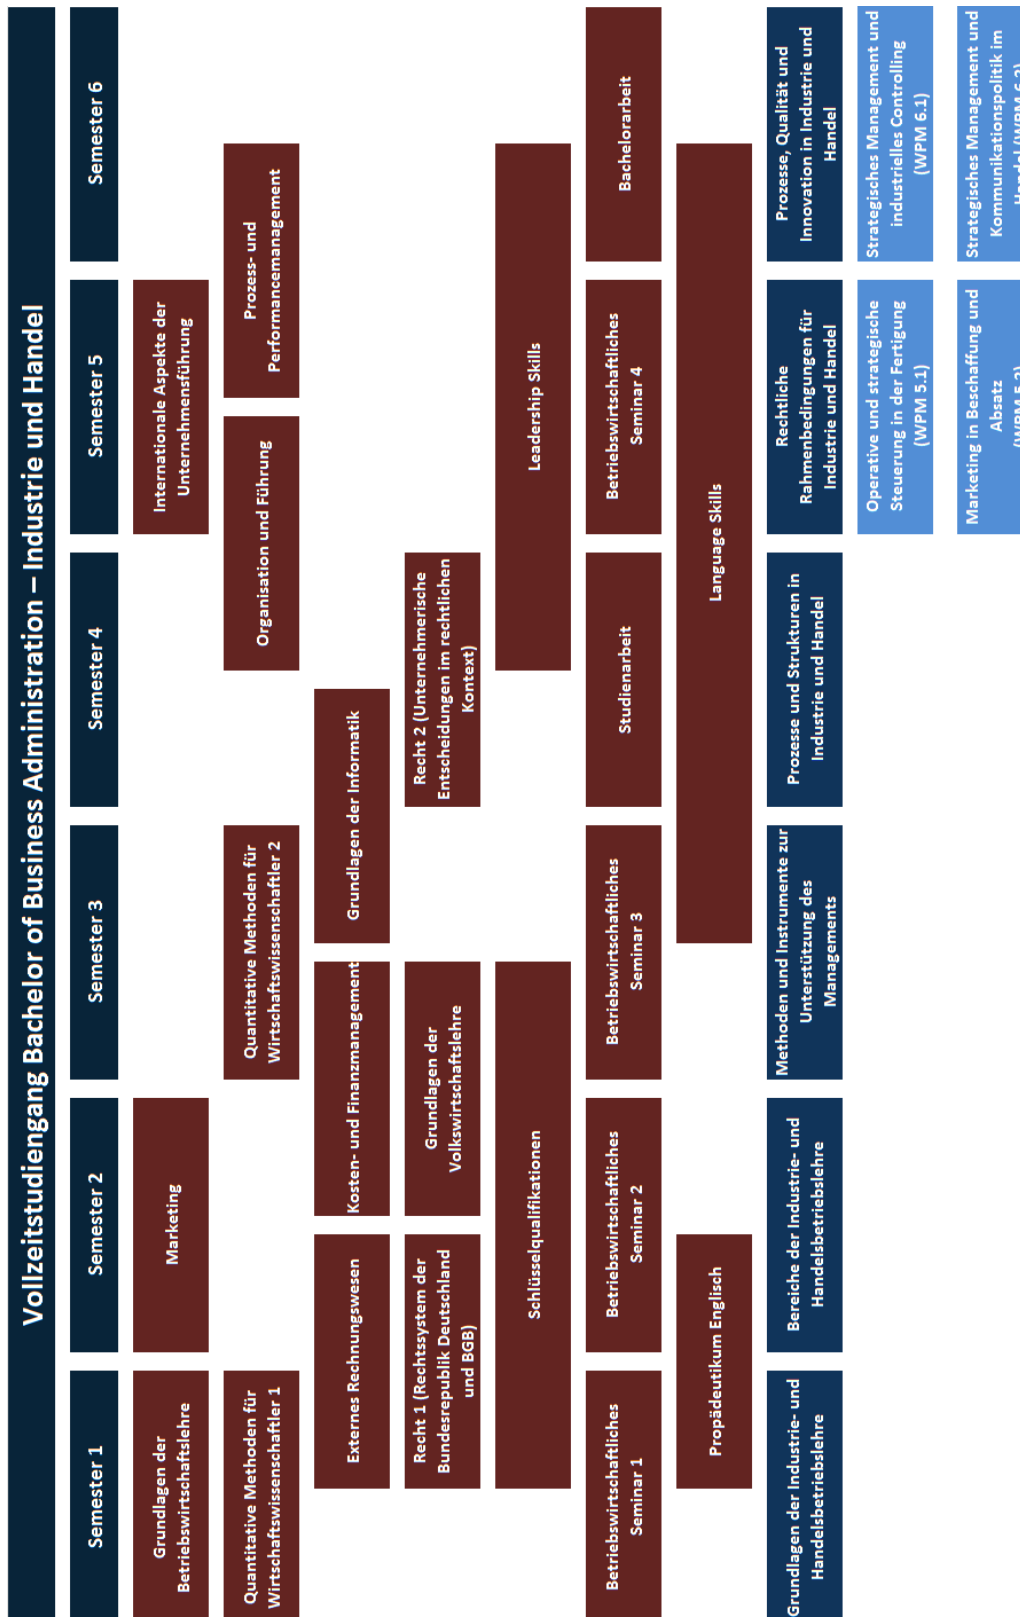 Vollzeitstudiengang Bachelor of Business Administration – Industrie und Handel
Semester 1
Semester 2
Semester 3
Semester 4
Semester 5
Semester 6
Grundlagen der
Betriebswirtschaftslehre
Marketing
Internationale Aspekte der
Unternehmensführung
Quantitative Methoden für
Wirtschaftswissenschaftler 1
Quantitative Methoden für
Wirtschaftswissenschaftler 2
Organisation und Führung
Prozess- und
Performancemanagement
Externes Rechnungswesen
Kosten- und Finanzmanagement
Grundlagen der Informatik
Recht 1 (Rechtssystem der
Bundesrepublik Deutschland
und BGB)
Grundlagen der
Volkswirtschaftslehre
Recht 2 (Unternehmerische
Entscheidungen im rechtlichen
Kontext)
Schlüsselqualifikationen
Leadership Skills
Betriebswirtschaftliches
Seminar 1
Betriebswirtschaftliches
Seminar 2
Betriebswirtschaftliches
Seminar 3
Studienarbeit
Betriebswirtschaftliches
Seminar 4
Bachelorarbeit
Propädeutikum Englisch
Language Skills
Grundlagen der Industrie- und
Handelsbetriebslehre
Bereiche der Industrie- und
Handelsbetriebslehre
Methoden und Instrumente zur
Unterstützung des
Managements
Prozesse und Strukturen in
Industrie und Handel
Rechtliche
Rahmenbedingungen für
Industrie und Handel
Prozesse, Qualität und
Innovation in Industrie und
Handel
Operative und strategische
Steuerung in der Fertigung
(WPM 5.1)
Strategisches Management und
industrielles Controlling
(WPM 6.1)
Marketing in Beschaffung und
Absatz
(WPM 5.2)
Strategisches Management und
Kommunikationspolitik im
Handel (WPM 6.2)